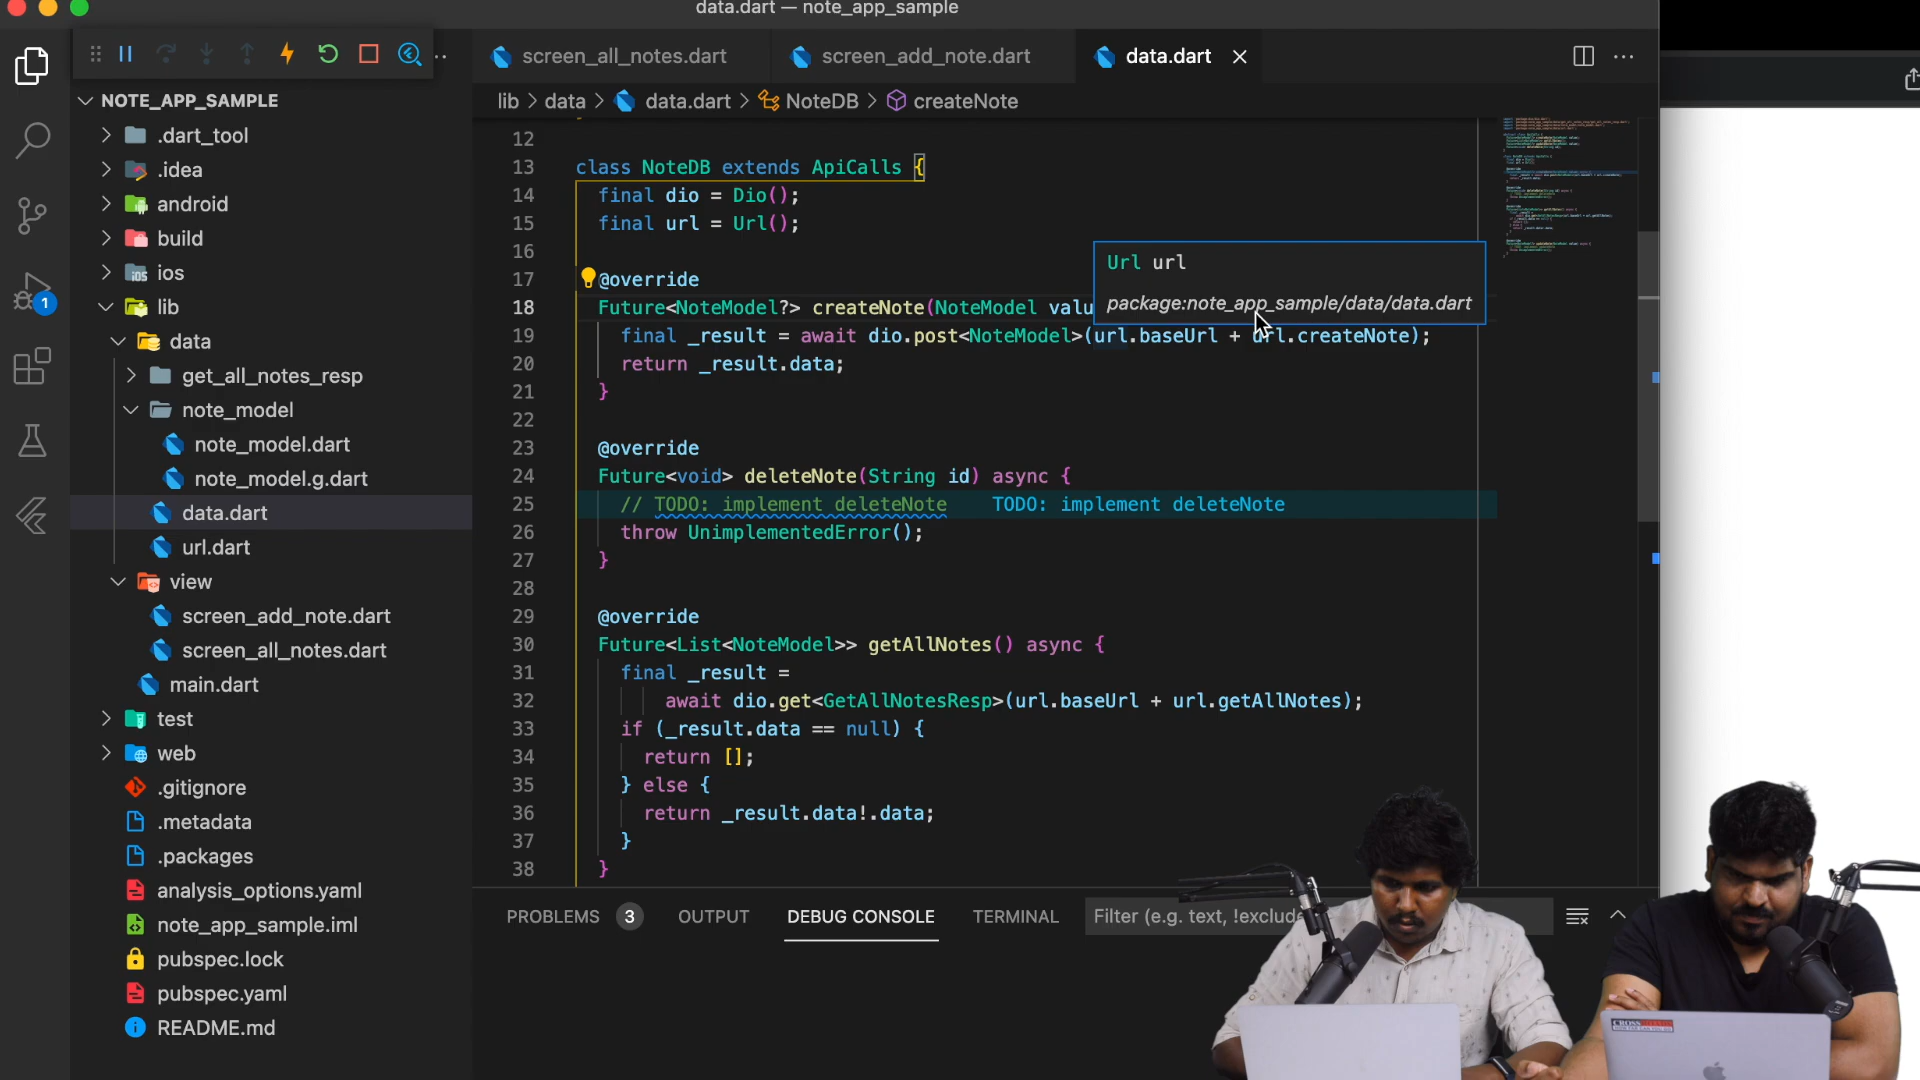 data.dart — note_app_sample
screen_all_notes.dart
screen_add_note.dart
data.dart
NOTE_APP_SAMPLE
.dart_tool
.idea
android
build
ios
lib
data
get_all_notes_resp
note_model
note_model.dart
note_model.g.dart
data.dart
url.dart
view
screen_add_note.dart
screen_all_notes.dart
main.dart
test
web
.gitignore
.metadata
.packages
analysis_options.yaml
note_app_sample.iml
pubspec.lock
pubspec.yaml
README.md
1
lib > data > data.dart > NoteDB > createNote
12
13 class NoteDB extends ApiCalls {
14 final dio = Dio();
15 final url = Url();
16
17 @override
18 Future<NoteModel?> createNote(NoteModel valu
19 final _result = await dio.post<NoteModel>(url.baseUrl + url.createNote);
20 return _result.data;
21 }
22
23 @override
24 Future<void> deleteNote(String id) async {
25 // TODO: implement deleteNote TODO: implement deleteNote
26 throw UnimplementedError();
27 }
28
29 @override
30 Future<List<NoteModel>> getAllNotes() async {
31 final _result =
32 await dio.get<GetAllNotesResp>(url.baseUrl + url.getAllNotes);
33 if (_result.data == null) {
34 return [];
35 } else {
36 return _result.data!.data;
37 }
38 }
Url url
package:note_app_sample/data/data.dart
PROBLEMS 3 OUTPUT DEBUG CONSOLE TERMINAL Filter (e.g. text, !exclude
CROSS